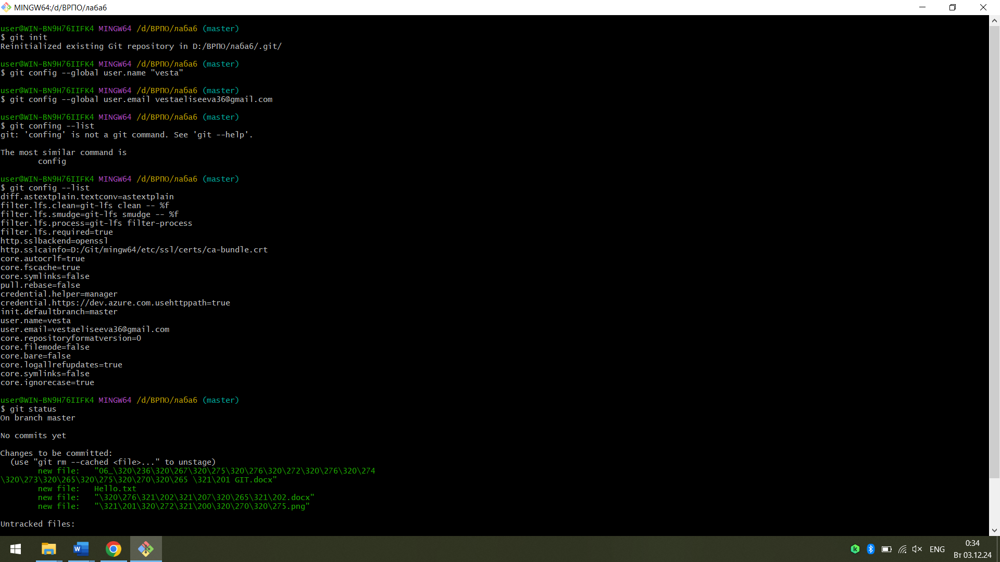 MINGW64:/d/ВРПО/лаба6
user@WIN-BN9H76IIFK4 MINGW64 /d/ВРПО/лаба6 (master)
$ git init
Reinitialized existing Git repository in D:/ВРПО/лаба6/.git/
user@WIN-BN9H76IIFK4 MINGW64 /d/ВРПО/лаба6 (master)
$ git config --global user.name "vesta"
user@WIN-BN9H76IIFK4 MINGW64 /d/ВРПО/лаба6 (master)
$ git config --global user.email vestaeliseeva36@gmail.com
user@WIN-BN9H76IIFK4 MINGW64 /d/ВРПО/лаба6 (master)
$ git confing --list
git: 'confing' is not a git command. See 'git --help'.
The most similar command is
config
user@WIN-BN9H76IIFK4 MINGW64 /d/ВРПО/лаба6 (master)
$ git config --list
diff.astextplain.textconv=astextplain
filter.lfs.clean=git-lfs clean -- %f
filter.lfs.smudge=git-lfs smudge -- %f
filter.lfs.process=git-lfs filter-process
filter.lfs.required=true
http.sslbackend=openssl
http.sslcainfo=D:/Git/mingw64/etc/ssl/certs/ca-bundle.crt
core.autocrlf=true
core.fscache=true
core.symlinks=false
pull.rebase=false
credential.helper=manager
credential.https://dev.azure.com.usehttppath=true
init.defaultbranch=master
user.name=vesta
user.email=vestaeliseeva36@gmail.com
core.repositoryformatversion=0
core.filemode=false
core.bare=false
core.logallrefupdates=true
core.symlinks=false
core.ignorecase=true
user@WIN-BN9H76IIFK4 MINGW64 /d/ВРПО/лаба6 (master)
$ git status
On branch master
No commits yet
Changes to be committed:
(use "git rm --cached <file>..." to unstage)
new file:   "06_\320\236\320\267\320\275\320\276\320\272\320\276\320\274
\320\273\320\265\320\275\320\270\320\265 \321\201 GIT.docx"
new file:   Hello.txt
new file:   "\320\276\321\202\321\207\320\265\321\202.docx"
new file:   "\321\201\320\272\321\200\320\270\320\275.png"
Untracked files:
ENG
0:34
Вт 03.12.24